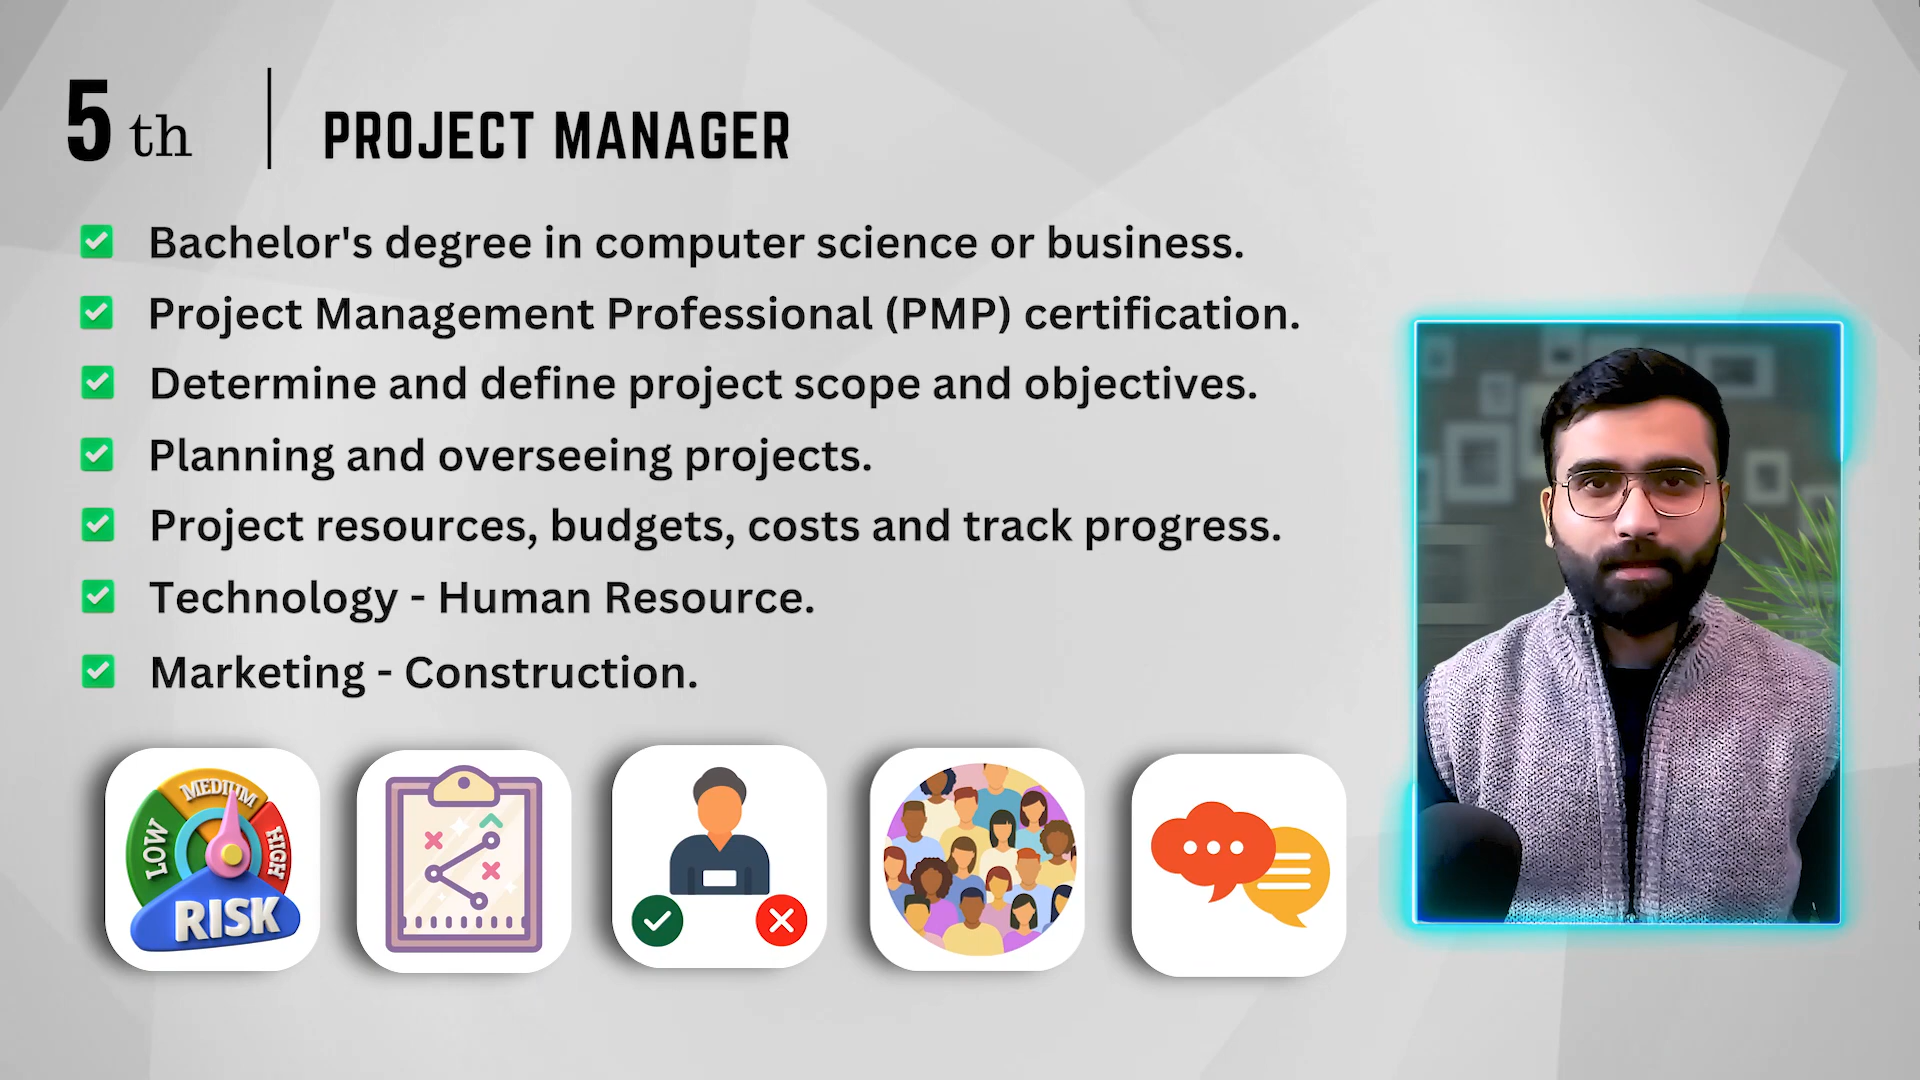 5 th
PROJECT MANAGER
Bachelor's degree in computer science or business.
Project Management Professional (PMP) certification.
Determine and define project scope and objectives.
Planning and overseeing projects.
Project resources, budgets, costs and track progress.
Technology - Human Resource.
Marketing - Construction.
LOW
MEDIUM
HIGH
RISK